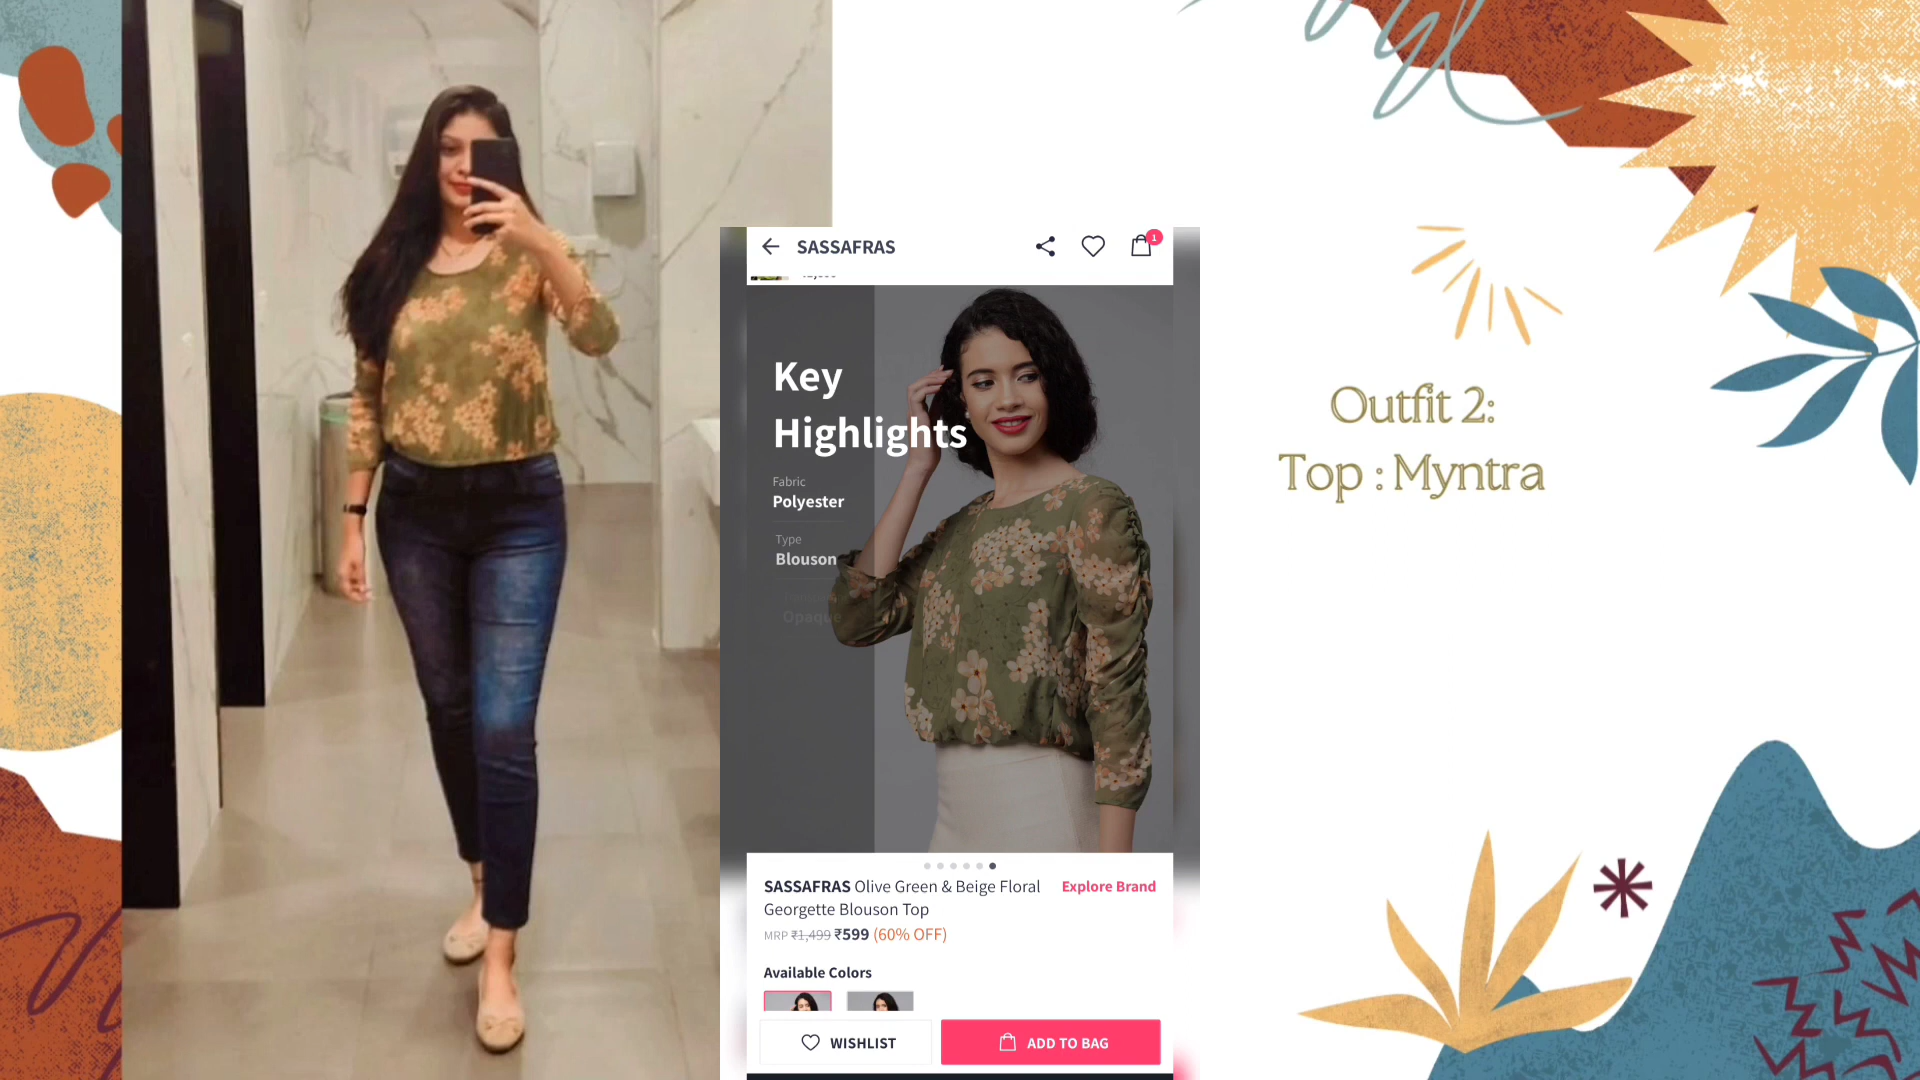 SASSAFRAS
1
Key
Highlights
Fabric
Polyester
Type
Blouson
Opaque
SASSAFRAS Olive Green & Beige Floral
Explore Brand
Georgette Blouson Top
MRP ₹1,499 ₹599 (60% OFF)
Available Colors
WISHLIST
ADD TO BAG
Outfit 2:
Top : Myntra